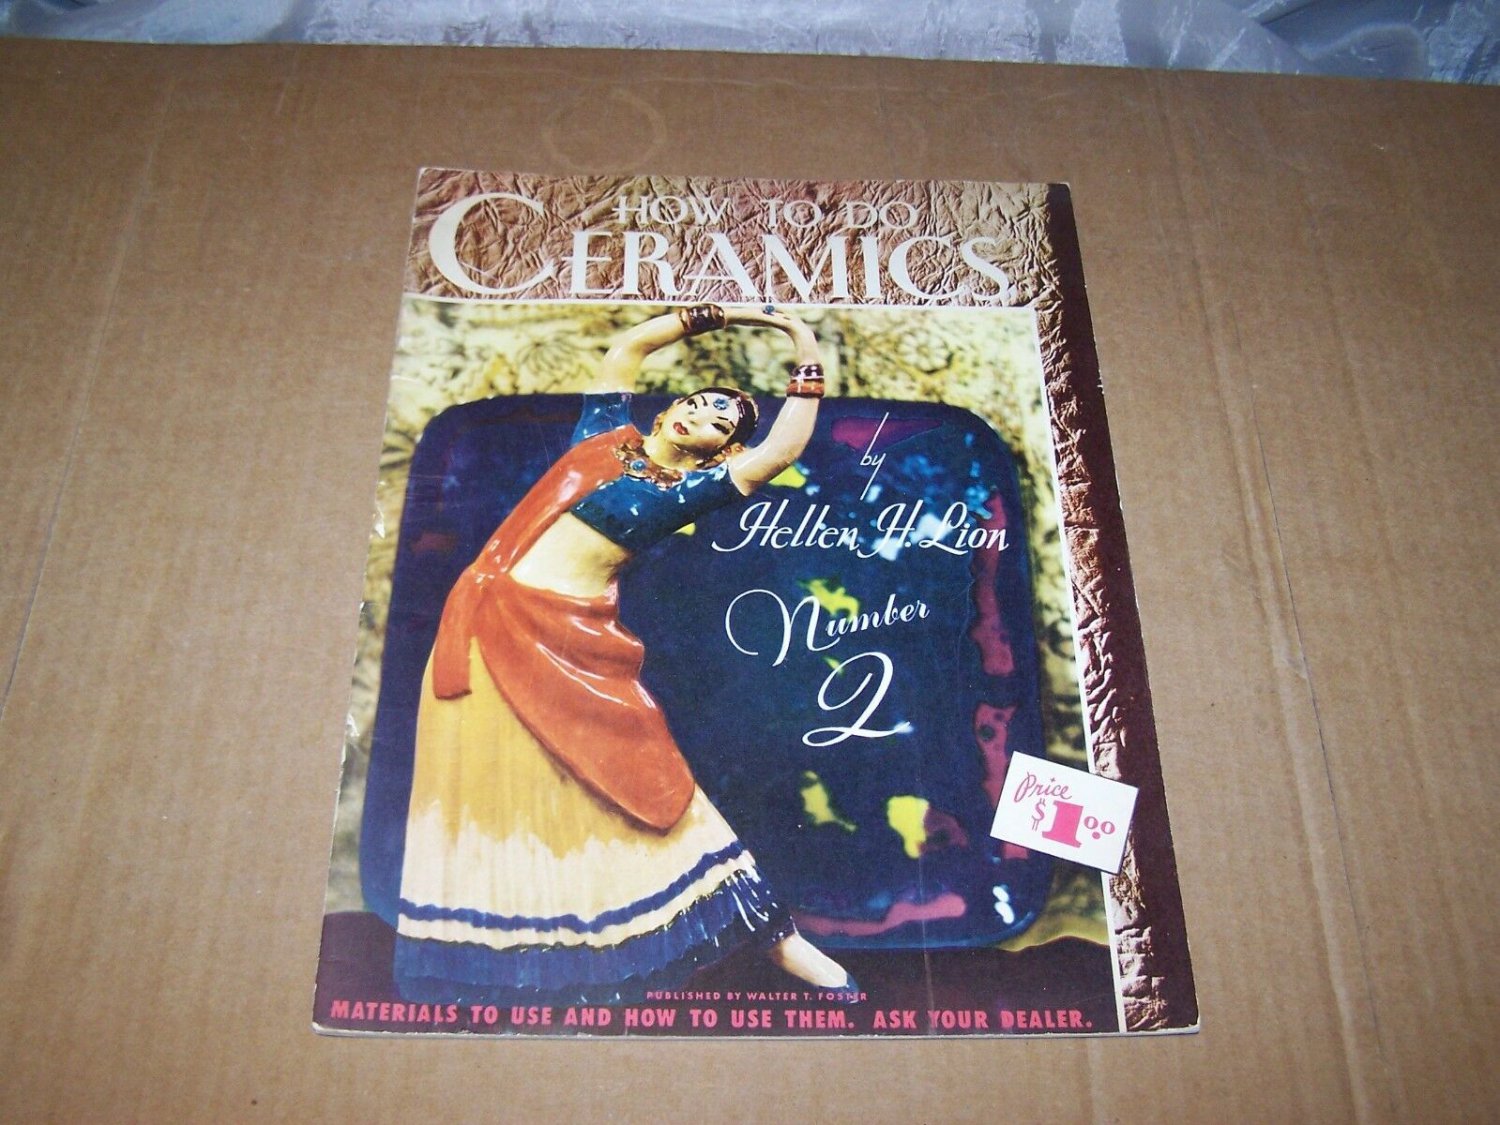 HOW TO DO
CERAMICS
by
Hellen H. Lion
Number
2
Price
$1.00
PUBLISHED BY WALTER T. FOSTER
MATERIALS TO USE AND HOW TO USE THEM. ASK YOUR DEALER.